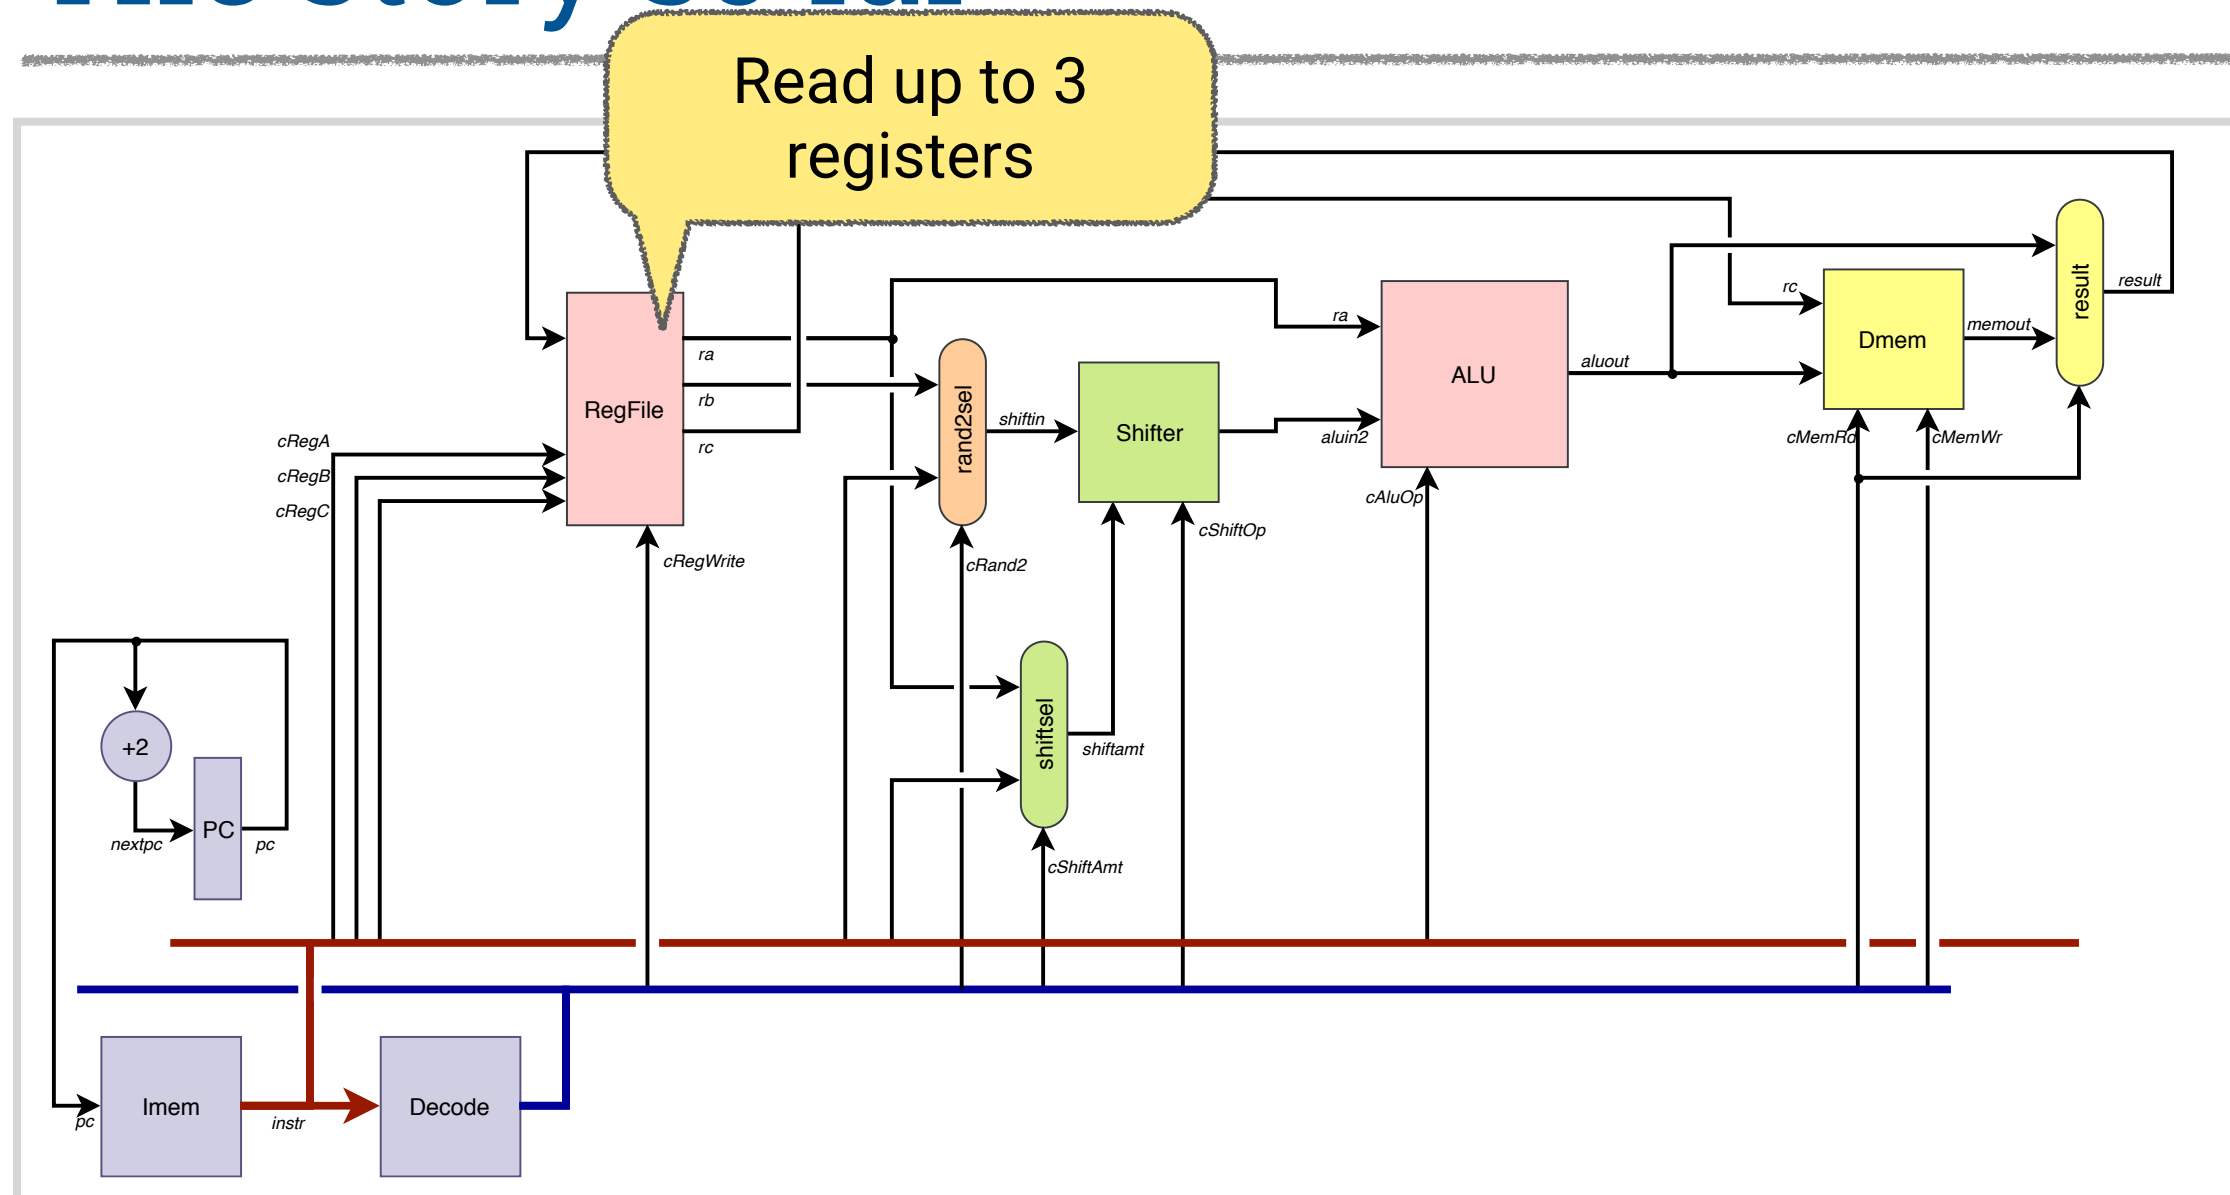 Read up to 3
registers
result
result
rc
Dmem
memout
ra
ALU
aluout
ra
rb
rc
RegFile
rand2sel
shiftin
Shifter
aluin2
cRegA
cRegB
cRegC
cMemRd
cMemWr
cAluOp
cShiftOp
cRegWrite
cRand2
shiftsel
shiftamt
+2
PC
nextpc
pc
cShiftAmt
Imem
Decode
pc
instr